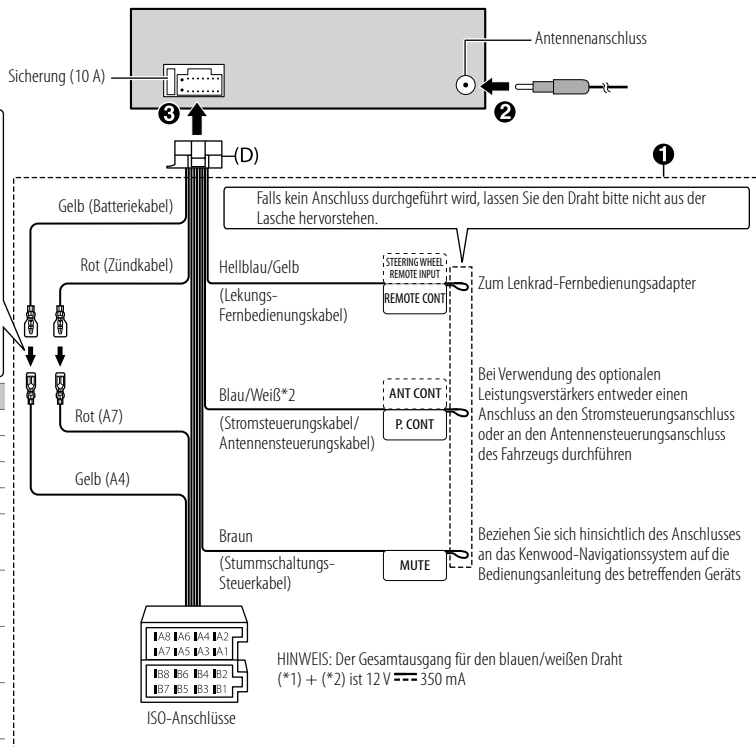 Antennenanschluss
Sicherung (10 A)
❸
❷
(D)
❶
Falls kein Anschluss durchgeführt wird, lassen Sie den Draht bitte nicht aus der
Lasche hervorstehen.
Gelb (Batteriekabel)
Rot (Zündkabel)
Hellblau/Gelb
(Lekungs-
Fernbedienungskabel)
STEERING WHEEL
REMOTE INPUT
REMOTE CONT
Zum Lenkrad-Fernbedienungsadapter
Blau/Weiß*2
(Stromsteuerungskabel/
Antennensteuerungskabel)
ANT CONT
P. CONT
Bei Verwendung des optionalen
Leistungsverstärkers entweder einen
Anschluss an den Stromsteuerungsanschluss
oder an den Antennensteuerungsanschluss
des Fahrzeugs durchführen
Rot (A7)
Gelb (A4)
Braun
(Stummschaltungs-
Steuerkabel)
MUTE
Beziehen Sie sich hinsichtlich des Anschlusses
an das Kenwood-Navigationssystem auf die
Bedienungsanleitung des betreffenden Geräts
A8 A6 A4 A2
A7 A5 A3 A1
B8 B6 B4 B2
B7 B5 B3 B1
ISO-Anschlüsse
HINWEIS: Der Gesamtausgang für den blauen/weißen Draht
(*1) + (*2) ist 12 V ⎓ 350 mA